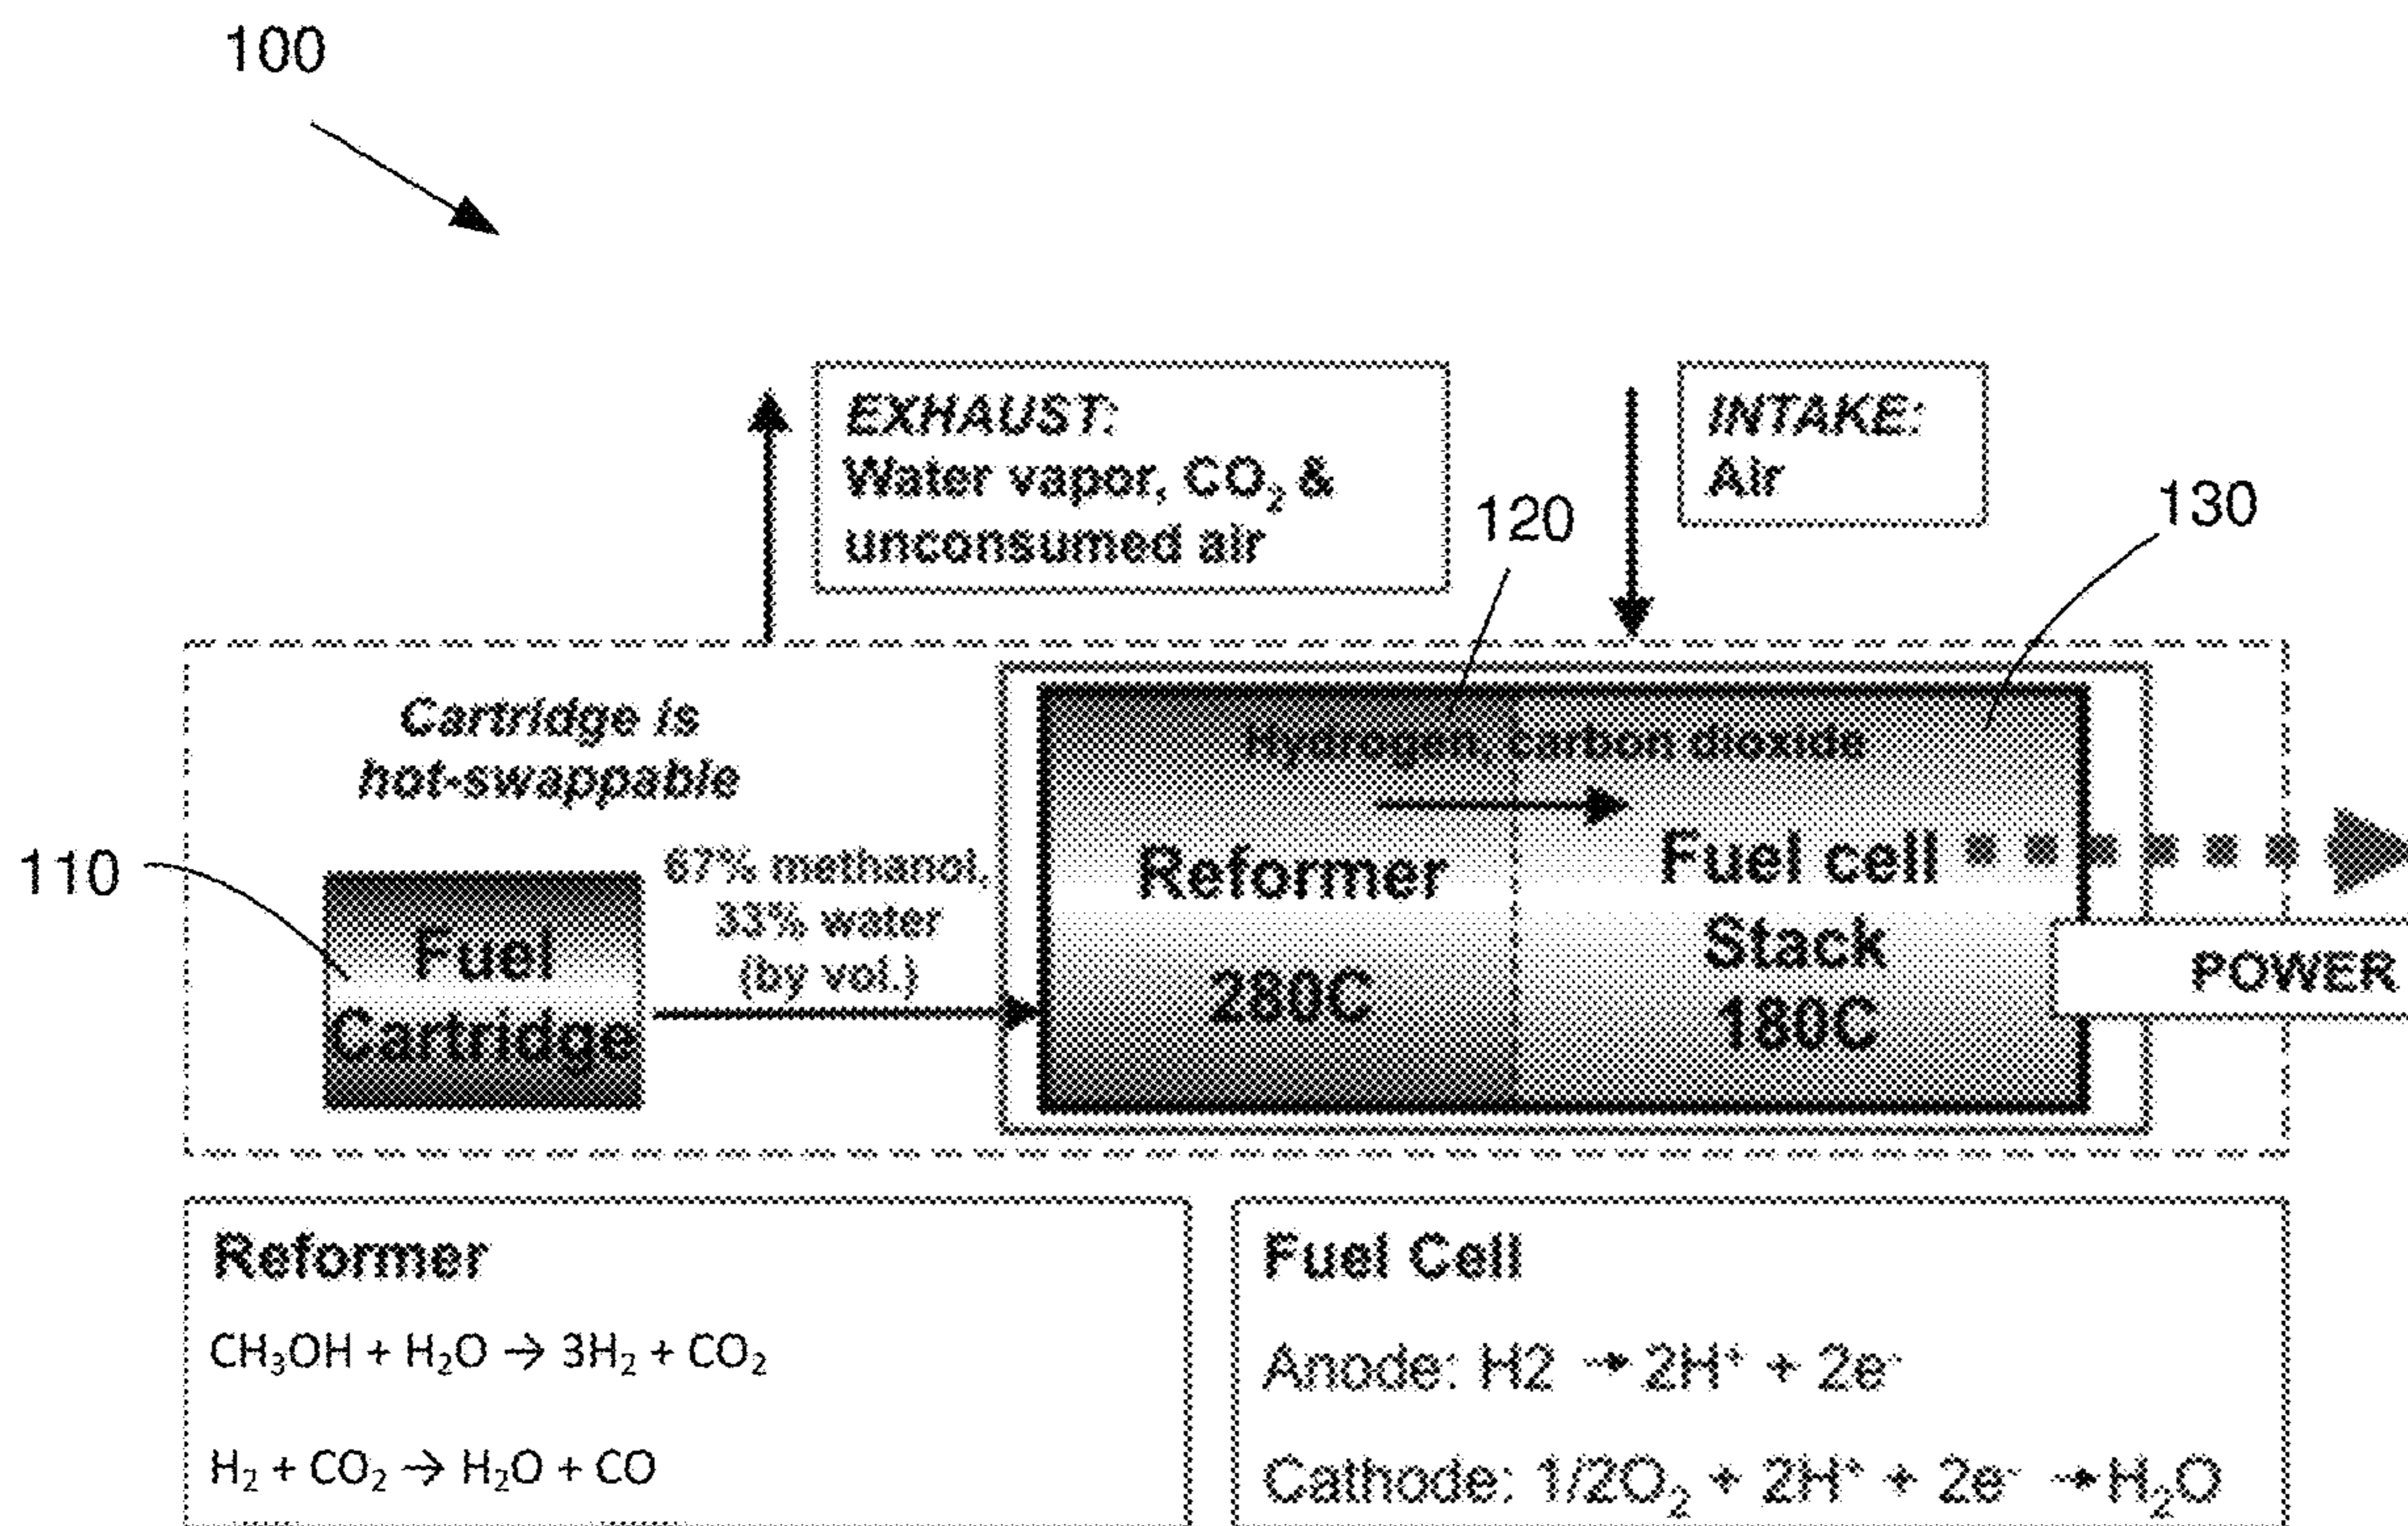 100
EXHAUST:
Water vapor, CO₂ &
unconsumed air
INTAKE:
Air
120
130
Cartridge is
hot-swappable
Hydrogen, carbon dioxide
110
67% methanol,
33% water
(by vol.)
Fuel
Cartridge
Reformer
280C
Fuel cell
Stack
180C
POWER
Reformer
CH₃OH + H₂O → 3H₂ + CO₂
H₂ + CO₂ → H₂O + CO
Fuel Cell
Anode: H2 → 2H⁺ + 2e⁻
Cathode: 1/2O₂ + 2H⁺ + 2e⁻ → H₂O